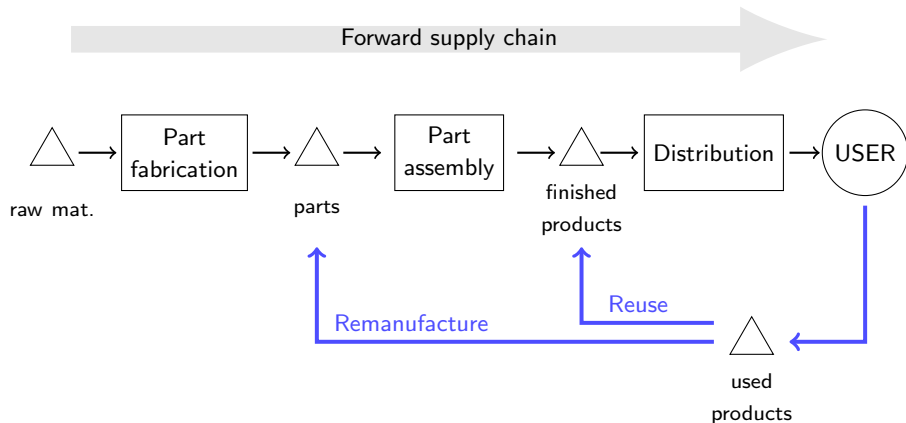 Forward supply chain
Part
fabrication
Part
assembly
Distribution
USER
raw mat.
parts
finished
products
Reuse
Remanufacture
used
products